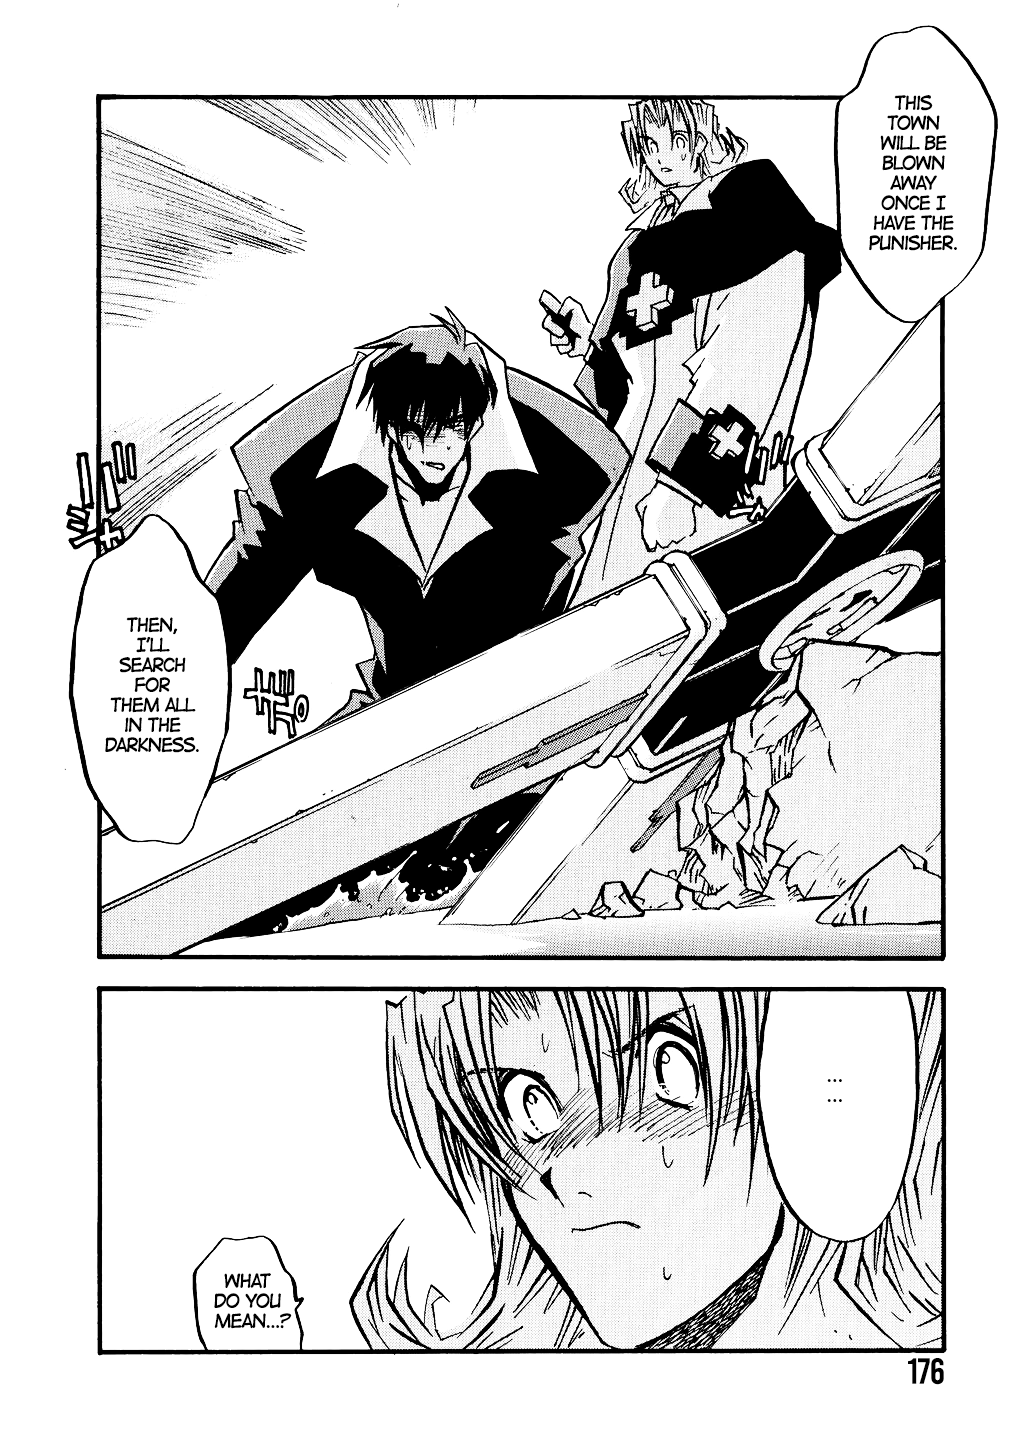 THIS
TOWN
WILL BE
BLOWN
AWAY
ONCE I
HAVE THE
PUNISHER.
THEN,
I'LL
SEARCH
FOR
THEM ALL
IN THE
DARKNESS.
...
...
WHAT
DO YOU
MEAN...?
176